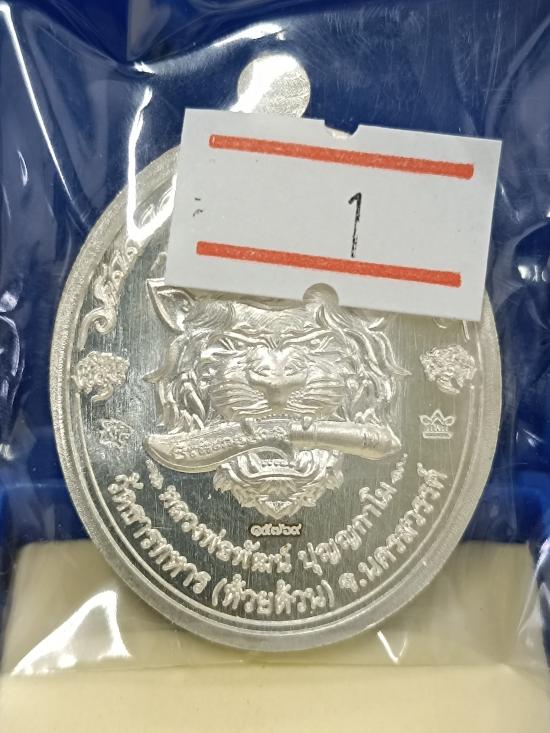 1
๑๕๗๖๙
หลวงพ่อพัฒน์ ปุญญกาโม
วัดธารทหาร (ห้วยด้วน) จ.นครสวรรค์